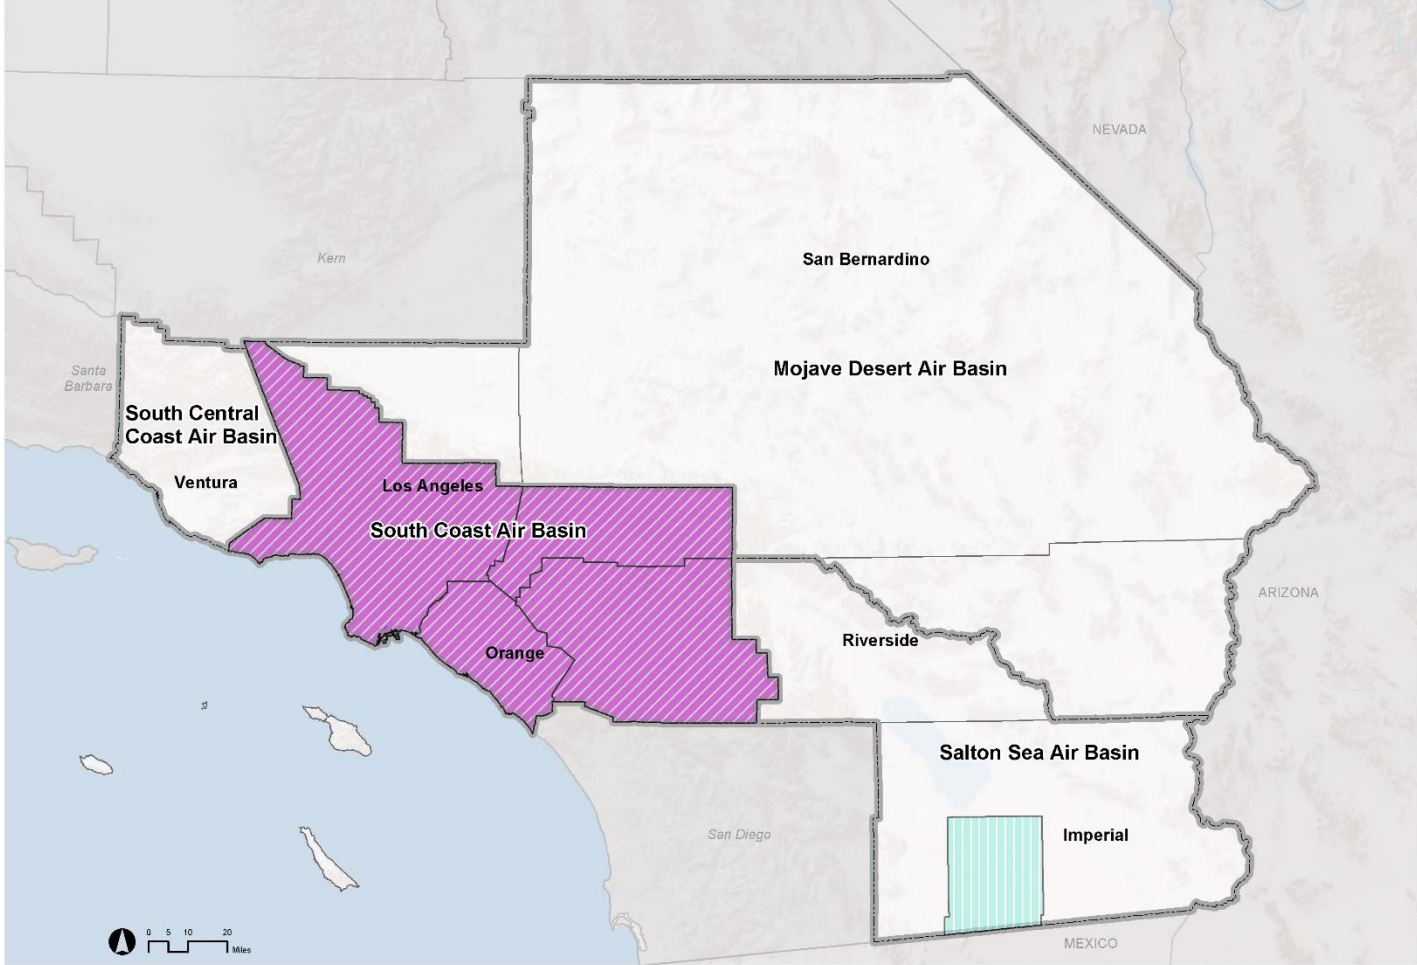 NEVADA
San Bernardino
Kern
Mojave Desert Air Basin
Santa
Barbara
South Central
Coast Air Basin
Ventura
Los Angeles
South Coast Air Basin
ARIZONA
Riverside
Orange
Salton Sea Air Basin
San Diego
Imperial
0 5 10 20
Miles
MEXICO